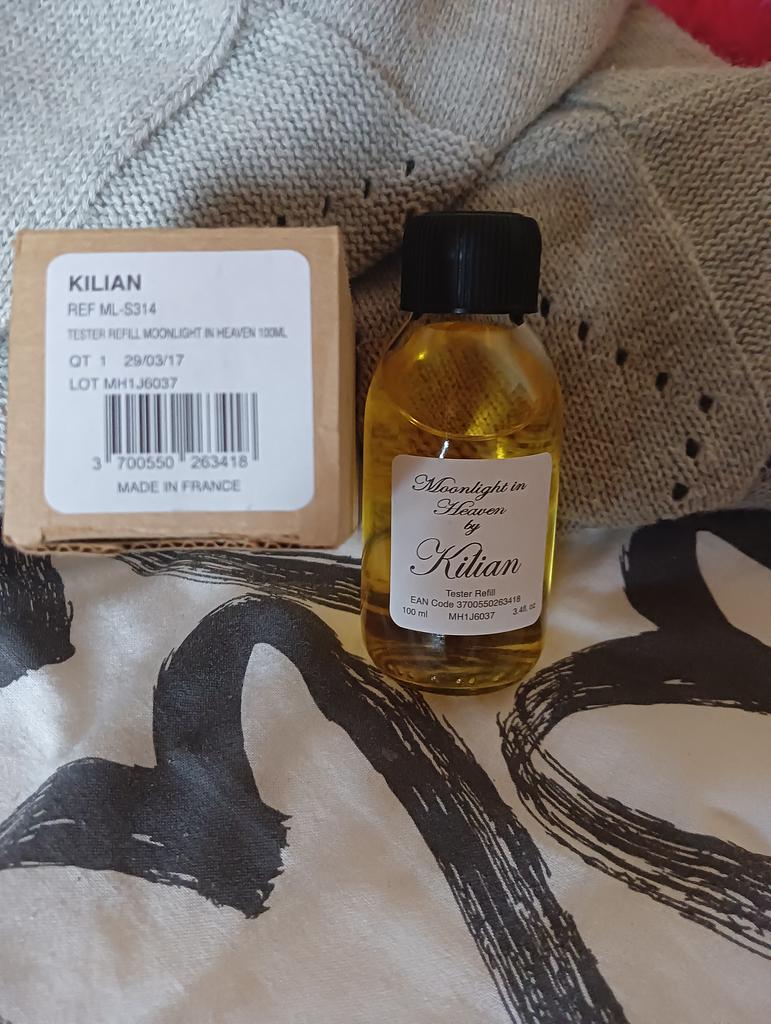 KILIAN
REF ML-S314
TESTER REFILL MOONLIGHT IN HEAVEN 100ML
QT 1 29/03/17
LOT MH1J6037
3 700550 263418
MADE IN FRANCE
Moonlight in
Heaven
by
Kilian
Tester Refill
EAN Code 3700550263418
100 ml MH1J6037 3.4fl. oz